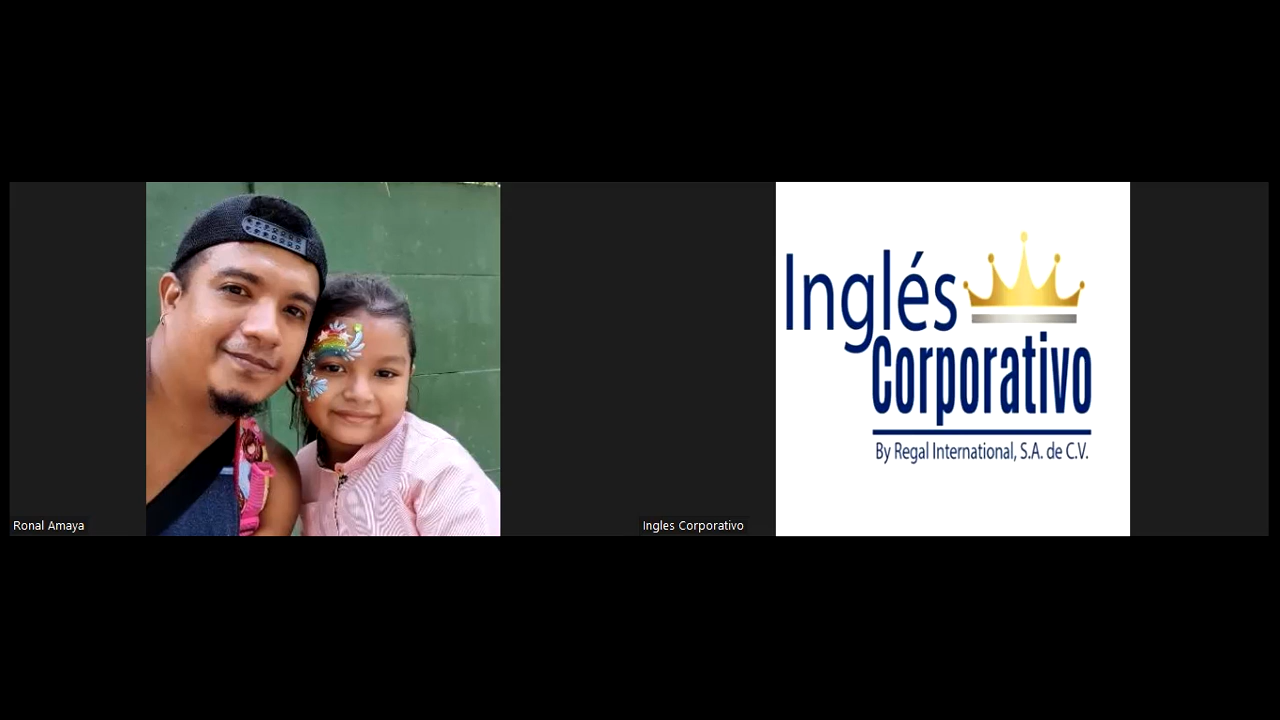 Inglés
Corporativo
By Regal International, S.A. de C.V.
Ronal Amaya
Ingles Corporativo